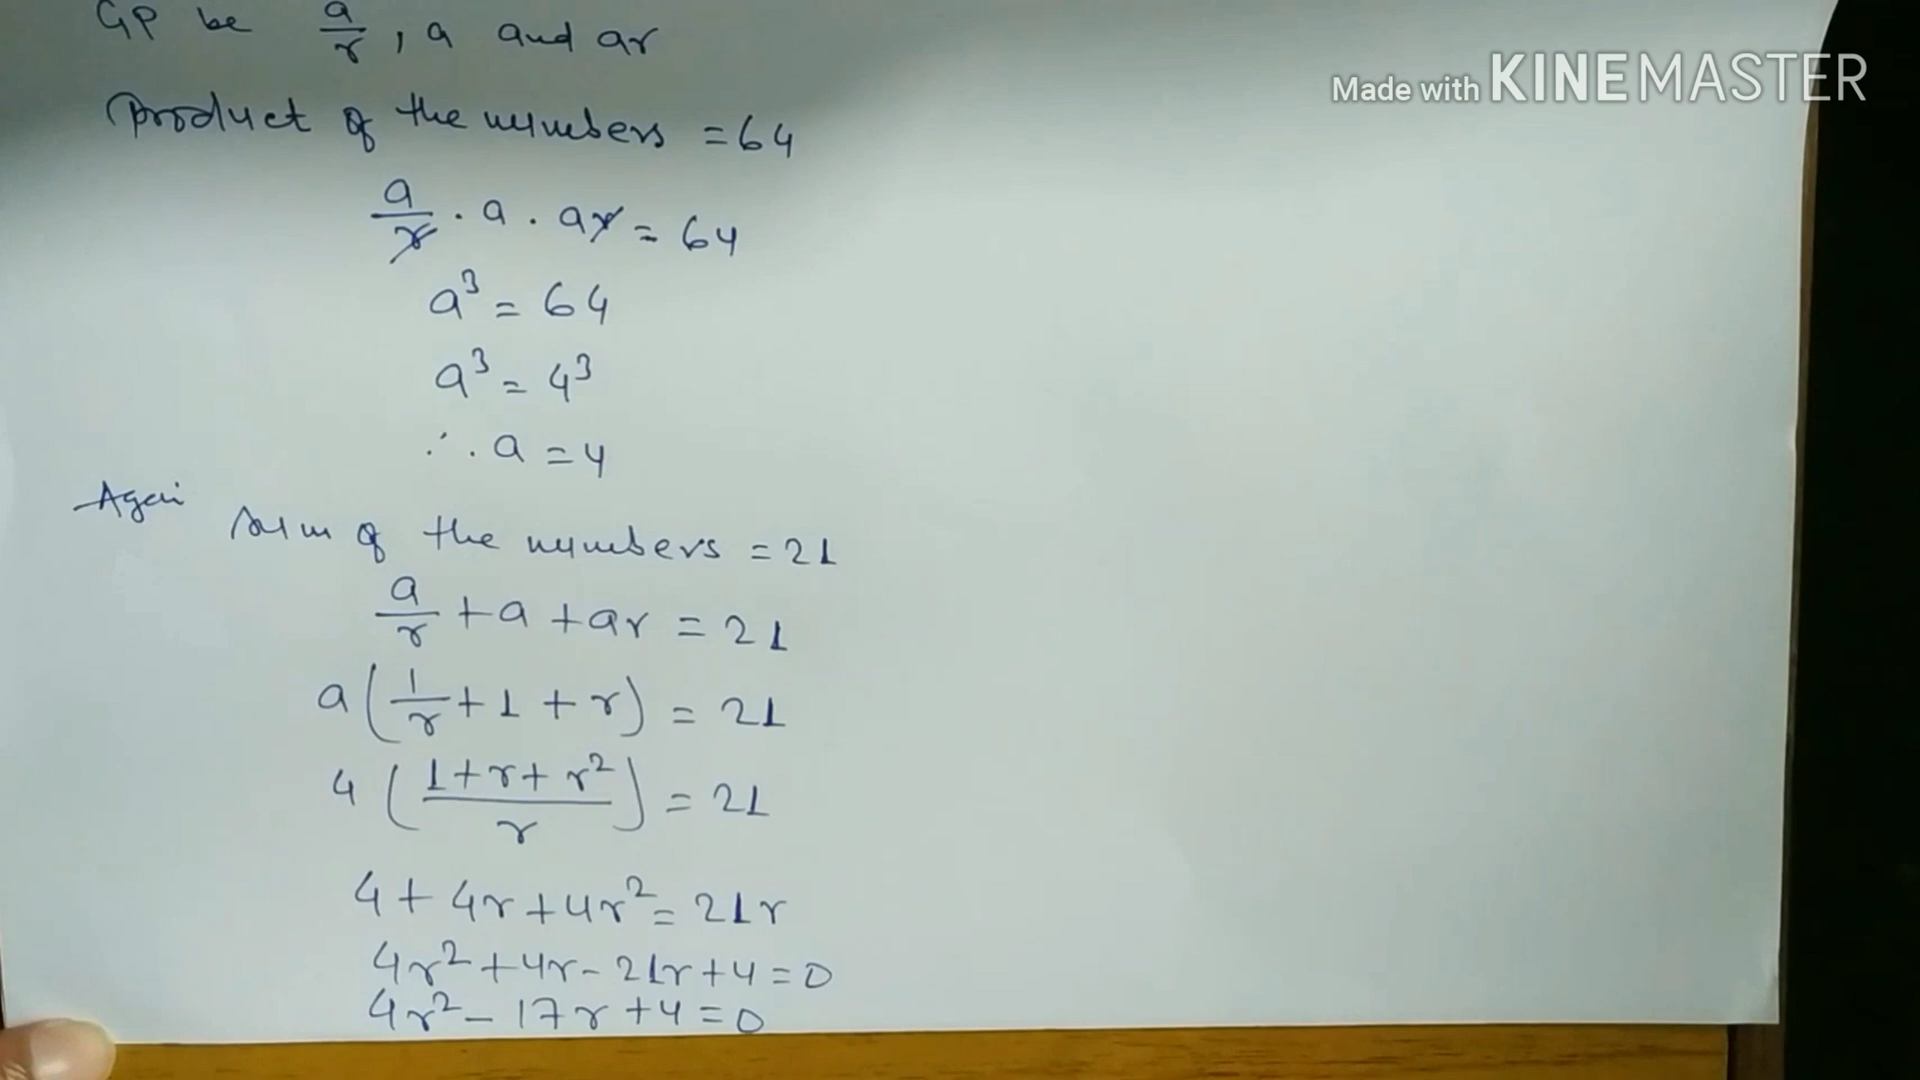 GP be a/r, a and ar
Made with KINEMASTER
Product of the numbers = 64
a/r · a · ar = 64
a³ = 64
a³ = 4³
∴ a = 4
Again
sum of the numbers = 21
a/r + a + ar = 21
a(1/r + 1 + r) = 21
4((1+r+r²)/r) = 21
4 + 4r + 4r² = 21r
4r² + 4r - 21r + 4 = 0
4r² - 17r + 4 = 0